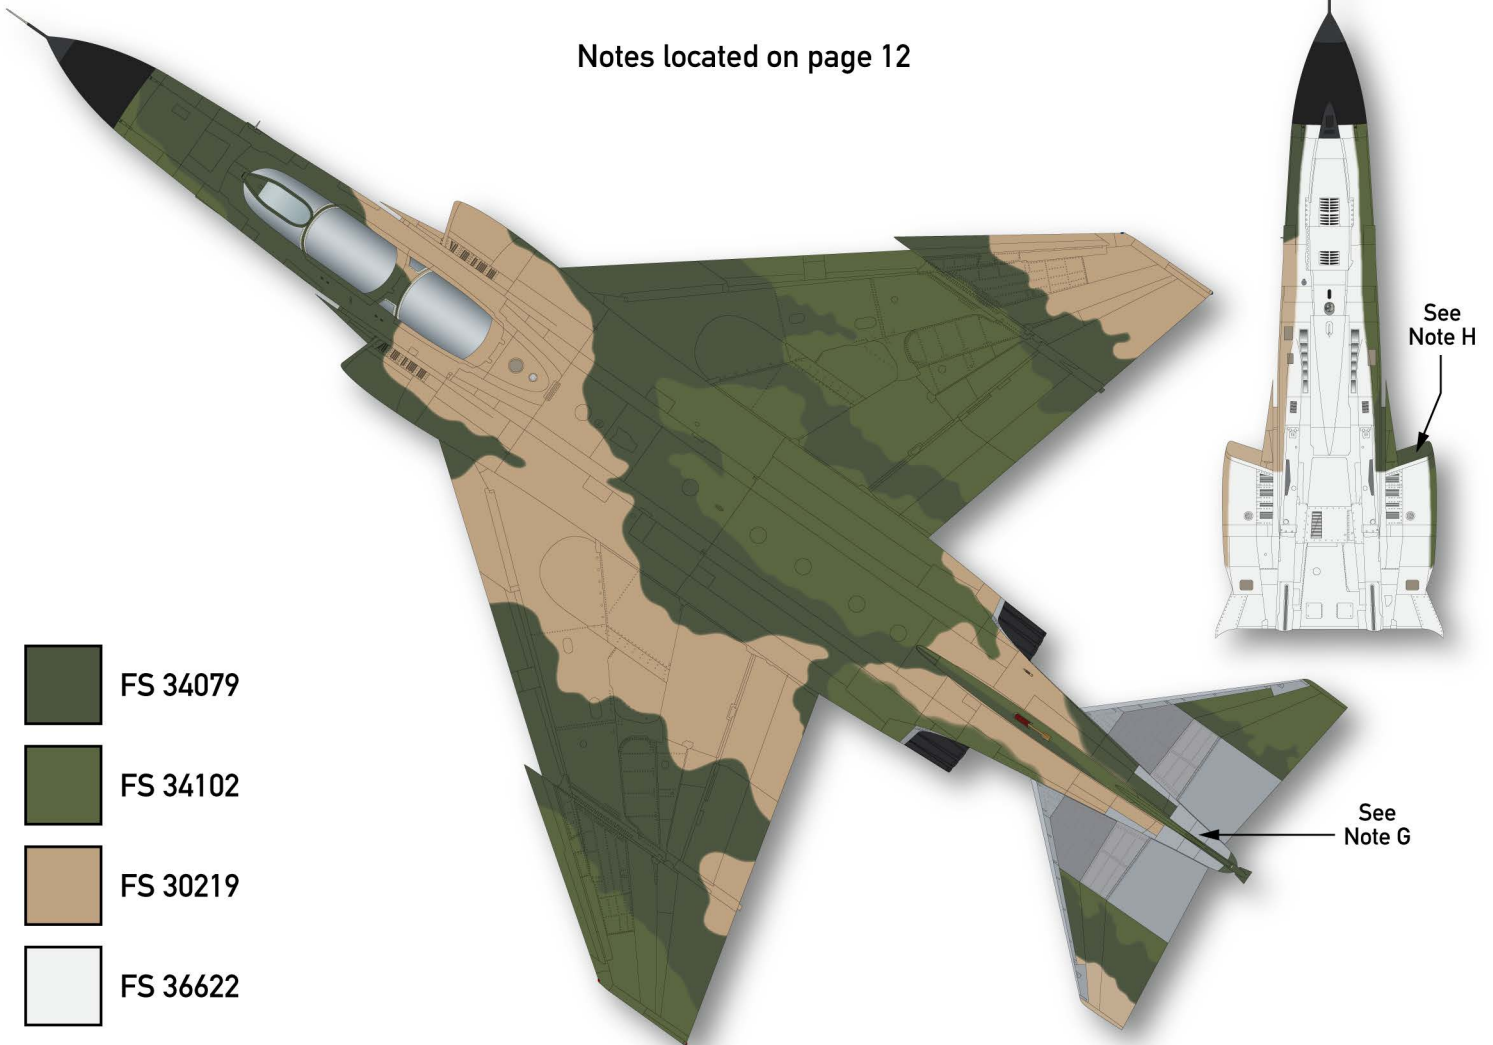 Notes located on page 12
See
Note H
FS 34079
FS 34102
FS 30219
FS 36622
See
Note G